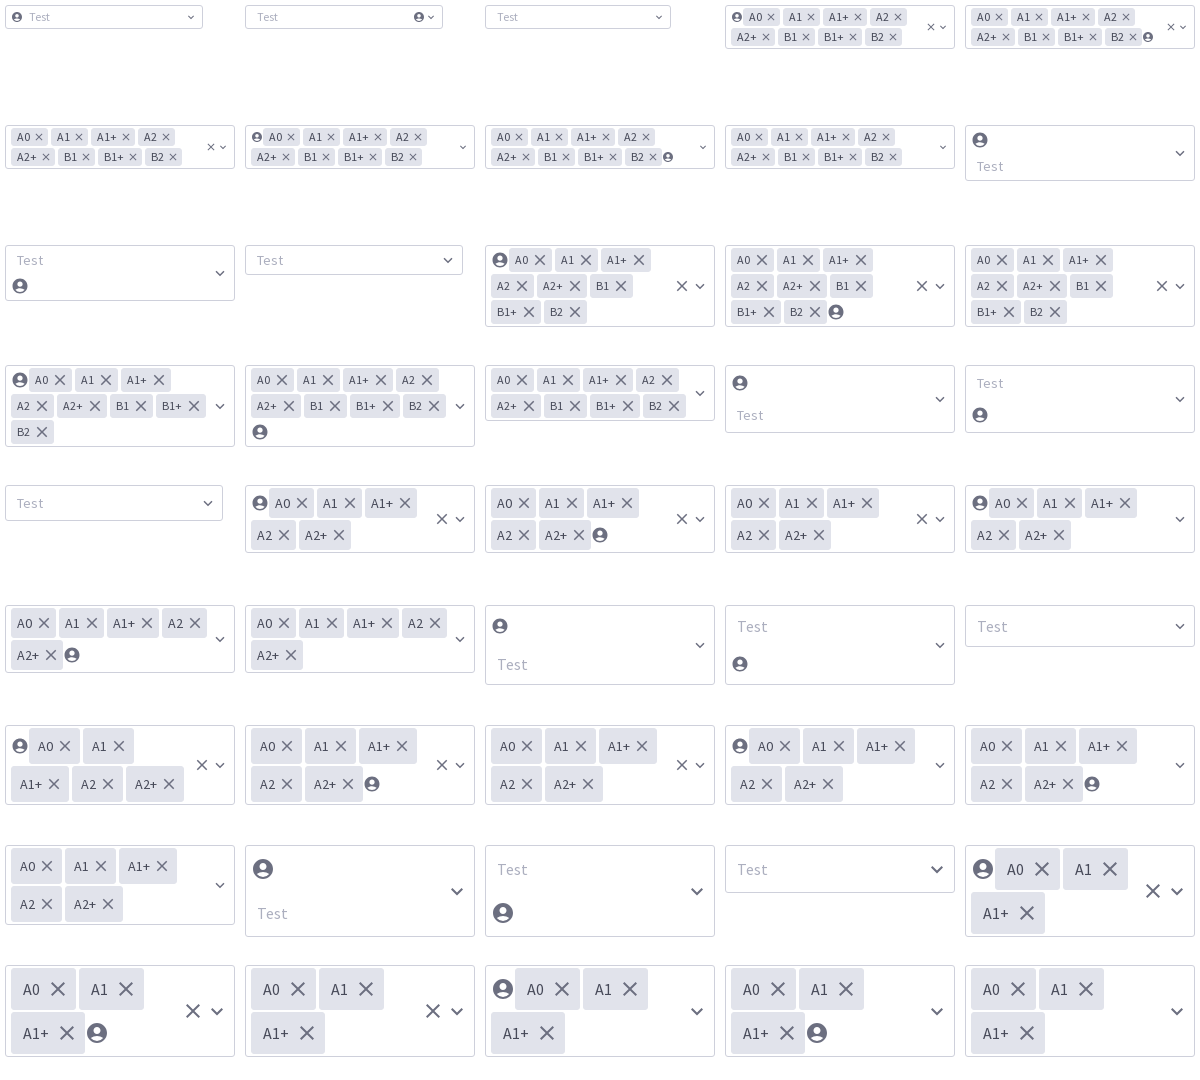 Test
Test
Test
A0 A1 A1+ A2
A2+ B1 B1+ B2
A0 A1 A1+ A2
A2+ B1 B1+ B2
A0 A1 A1+ A2
A2+ B1 B1+ B2
A0 A1 A1+ A2
A2+ B1 B1+ B2
A0 A1 A1+ A2
A2+ B1 B1+ B2
A0 A1 A1+ A2
A2+ B1 B1+ B2
Test
Test
Test
A0 A1 A1+
A2 A2+ B1
B1+ B2
A0 A1 A1+
A2 A2+ B1
B1+ B2
A0 A1 A1+
A2 A2+ B1
B1+ B2
A0 A1 A1+
A2 A2+ B1 B1+
B2
A0 A1 A1+ A2
A2+ B1 B1+ B2
A0 A1 A1+ A2
A2+ B1 B1+ B2
Test
Test
Test
A0 A1 A1+
A2 A2+
A0 A1 A1+
A2 A2+
A0 A1 A1+
A2 A2+
A0 A1 A1+
A2 A2+
A0 A1 A1+ A2
A2+
A0 A1 A1+ A2
A2+
Test
Test
Test
A0 A1
A1+ A2 A2+
A0 A1 A1+
A2 A2+
A0 A1 A1+
A2 A2+
A0 A1 A1+
A2 A2+
A0 A1 A1+
A2 A2+
A0 A1 A1+
A2 A2+
Test
Test
Test
A0 A1
A1+
A0 A1
A1+
A0 A1
A1+
A0 A1
A1+
A0 A1
A1+
A0 A1
A1+